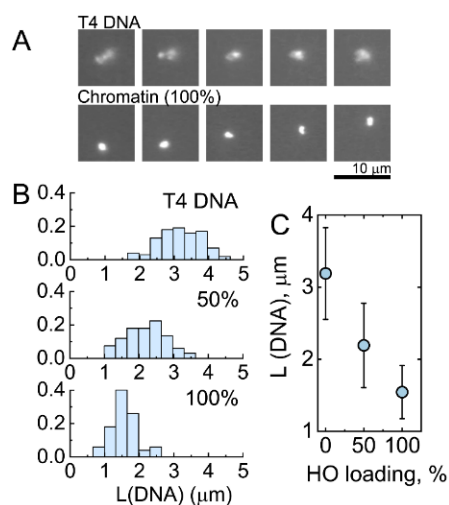 A
T4 DNA
Chromatin (100%)
10 μm
B
T4 DNA
0.4
0.2
0.0
0 1 2 3 4 5
50%
0.4
0.2
0.0
0 1 2 3 4 5
100%
0.4
0.2
0.0
0 1 2 3 4 5
L(DNA) (μm)
C
L (DNA), μm
4
3
2
1
0 50 100
HO loading, %